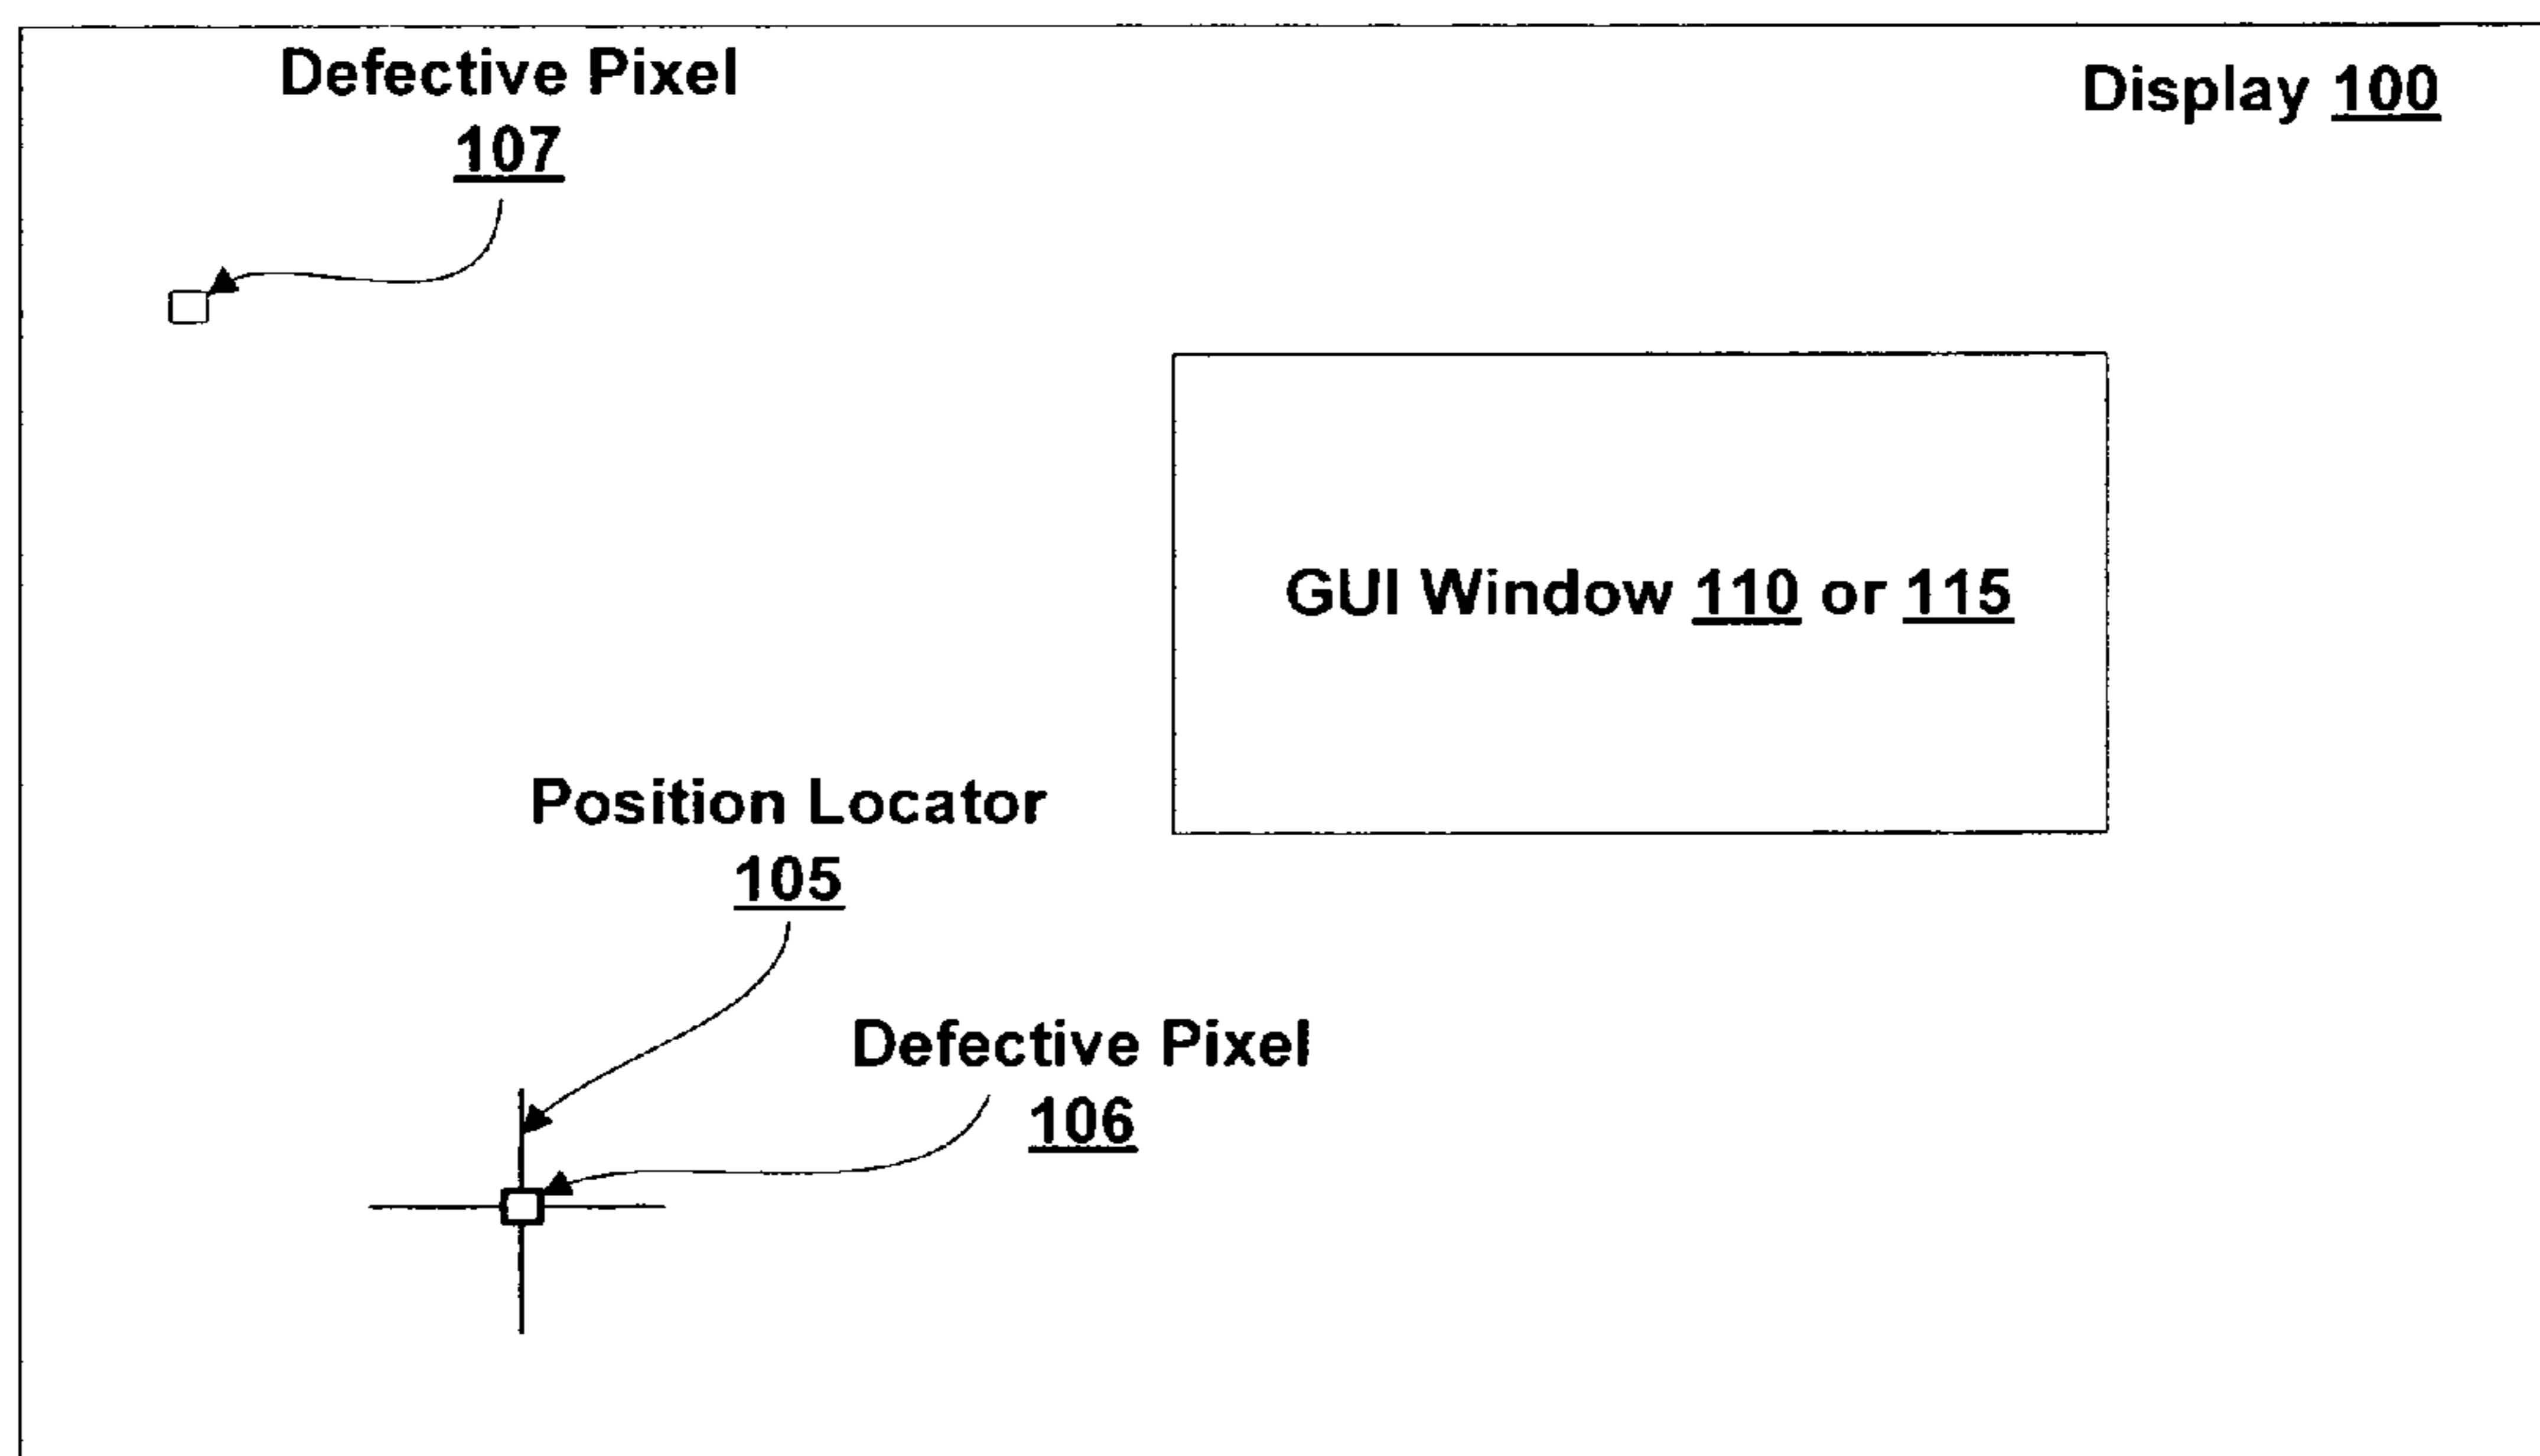 Defective Pixel
107
Display 100
GUI Window 110 or 115
Position Locator
105
Defective Pixel
106